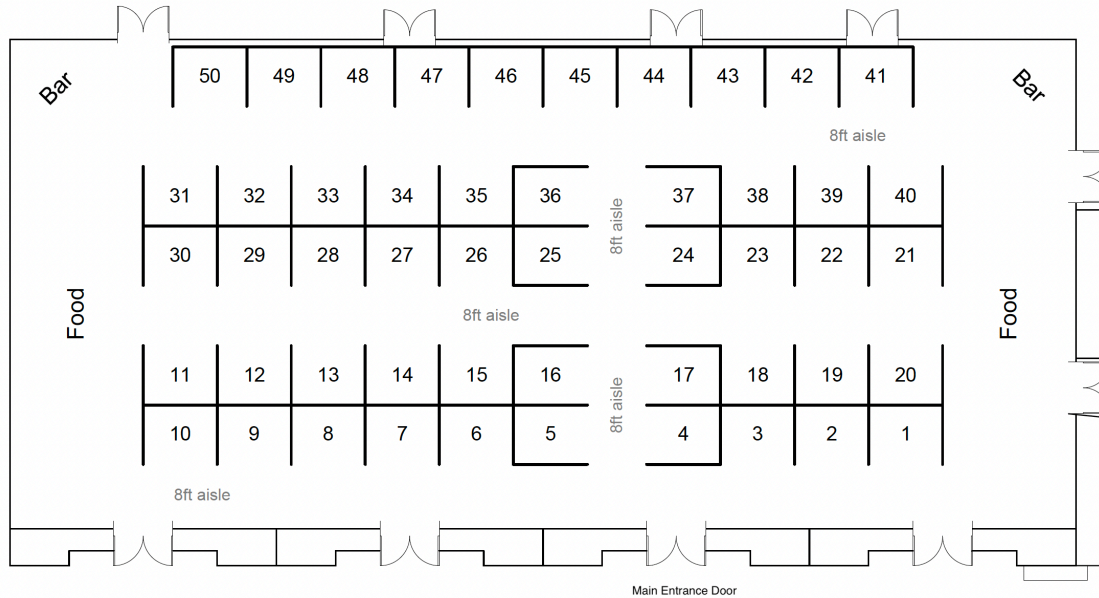 Bar
50 49 48 47 46 45 44 43 42 41
Bar
8ft aisle
31 32 33 34 35 36 37 38 39 40
8ft aisle
30 29 28 27 26 25 24 23 22 21
Food
Food
8ft aisle
11 12 13 14 15 16 17 18 19 20
8ft aisle
10 9 8 7 6 5 4 3 2 1
8ft aisle
Main Entrance Door